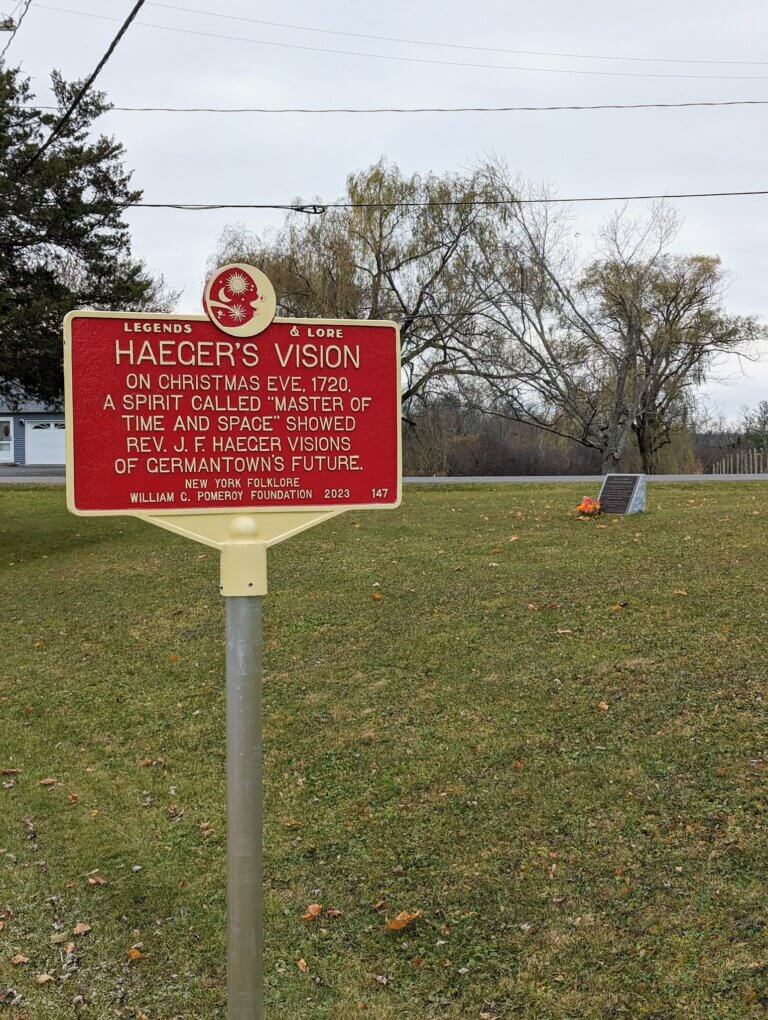 LEGENDS & LORE
HAEGER'S VISION
ON CHRISTMAS EVE, 1720,
A SPIRIT CALLED "MASTER OF
TIME AND SPACE" SHOWED
REV. J. F. HAEGER VISIONS
OF GERMANTOWN'S FUTURE.
NEW YORK FOLKLORE
WILLIAM G. POMEROY FOUNDATION 2023 147